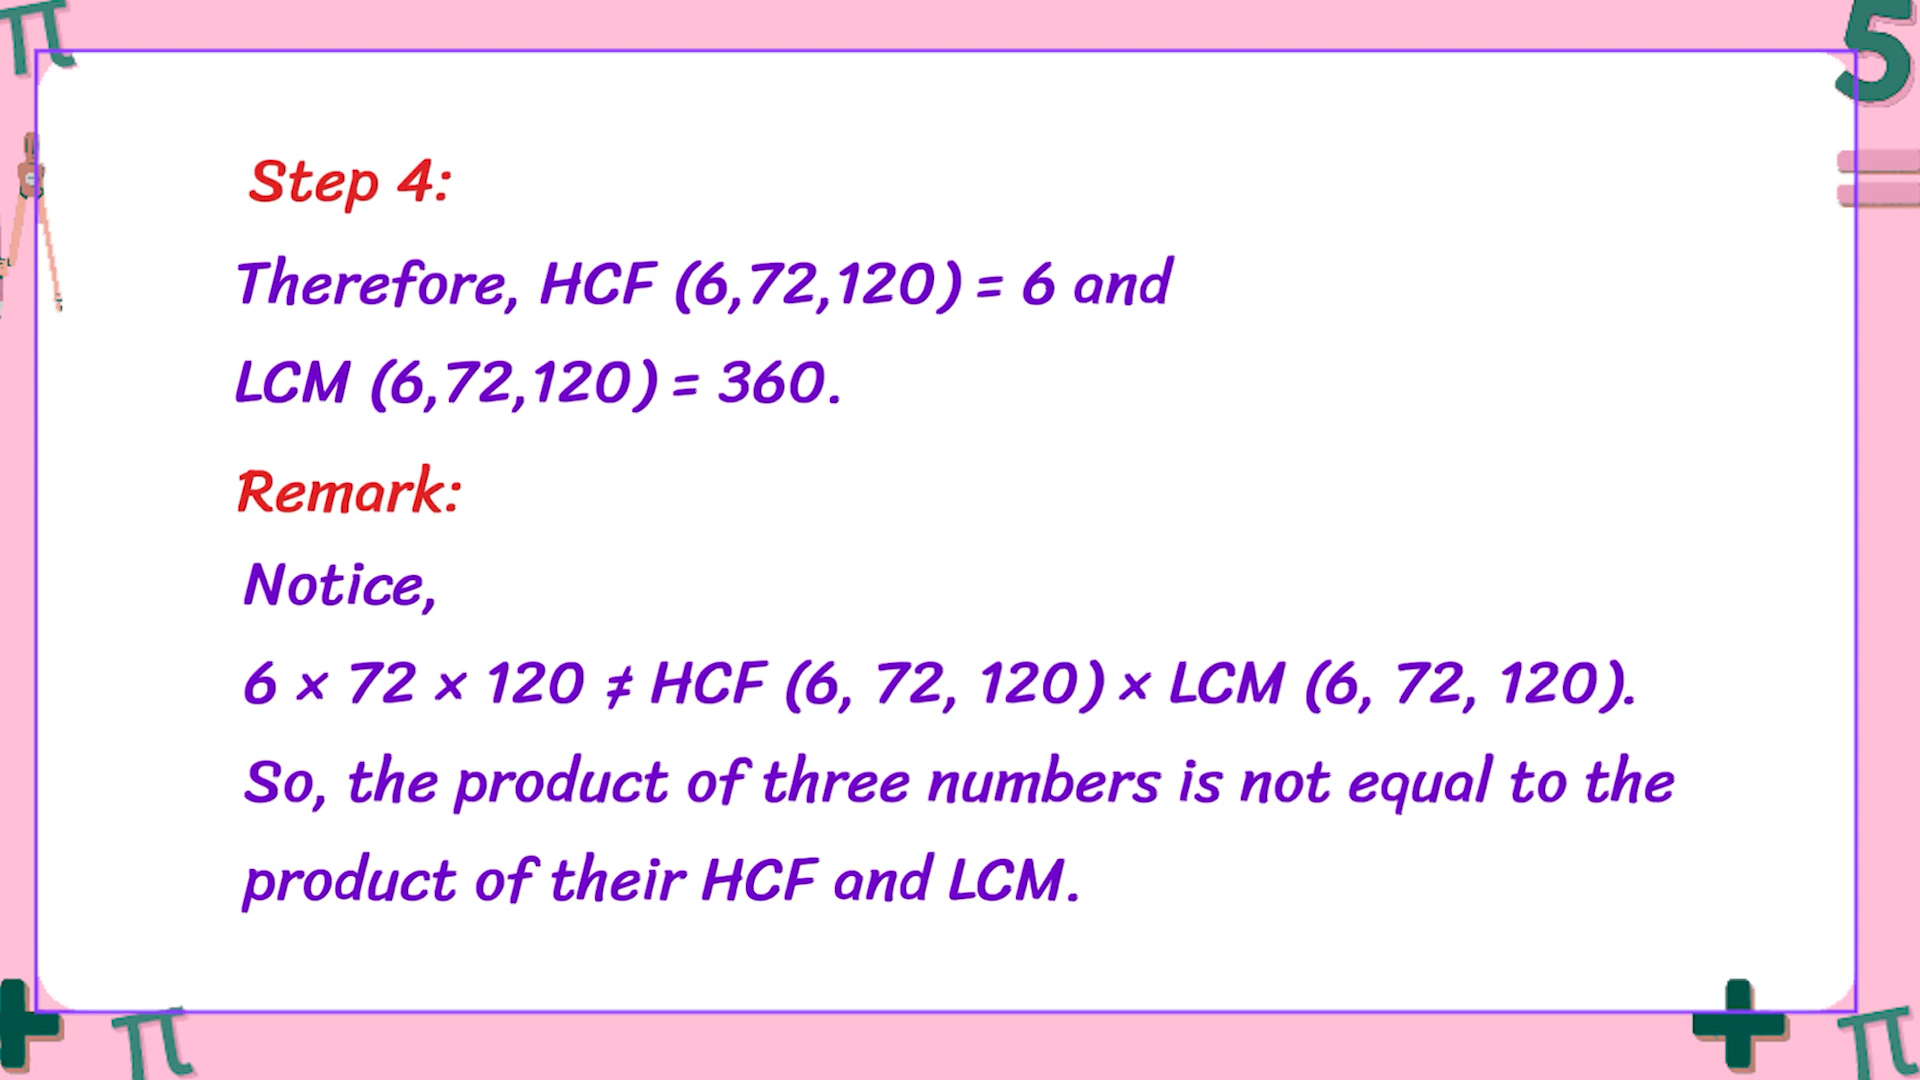 π
5
Step 4:
Therefore, HCF (6,72,120) = 6 and
LCM (6,72,120) = 360.
Remark:
Notice,
6 × 72 × 120 ≠ HCF (6, 72, 120) × LCM (6, 72, 120).
So, the product of three numbers is not equal to the
product of their HCF and LCM.
π
π